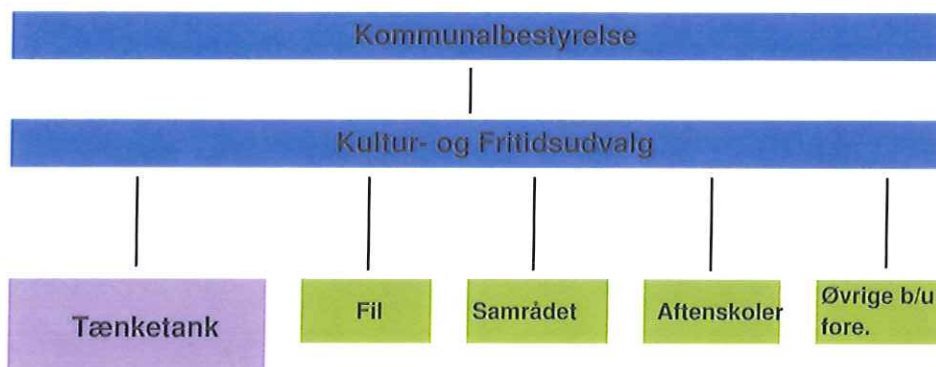 Kommunalbestyrelse
Kultur- og Fritidsudvalg
Tænketank
Fil
Samrådet
Aftenskoler
Øvrige b/u
fore.